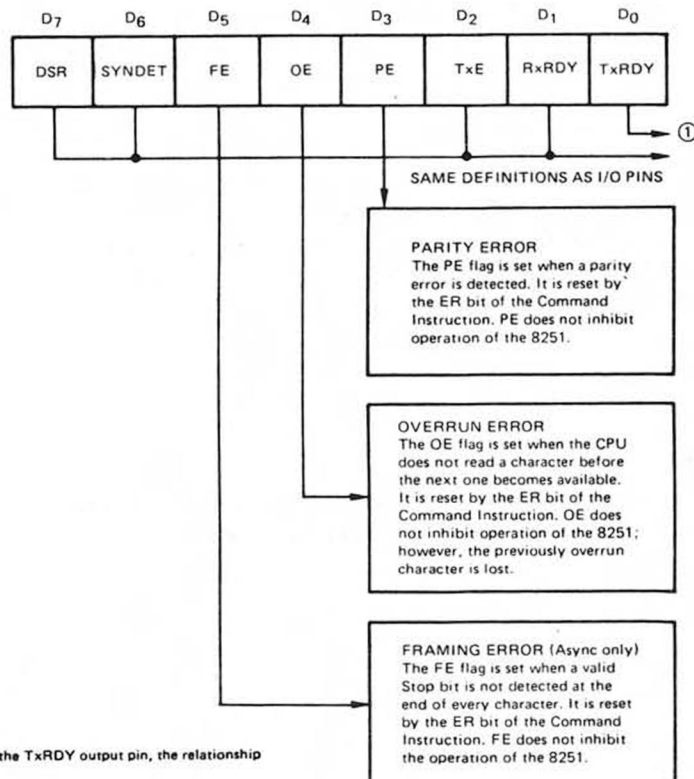 D7 D6 D5 D4 D3 D2 D1 D0
DSR SYNDET FE OE PE TxE RxRDY TxRDY
①
SAME DEFINITIONS AS I/O PINS
PARITY ERROR
The PE flag is set when a parity
error is detected. It is reset by
the ER bit of the Command
Instruction. PE does not inhibit
operation of the 8251.
OVERRUN ERROR
The OE flag is set when the CPU
does not read a character before
the next one becomes available.
It is reset by the ER bit of the
Command Instruction. OE does
not inhibit operation of the 8251;
however, the previously overrun
character is lost.
FRAMING ERROR (Async only)
The FE flag is set when a valid
Stop bit is not detected at the
end of every character. It is reset
by the ER bit of the Command
Instruction. FE does not inhibit
the operation of the 8251.
the TxRDY output pin, the relationship